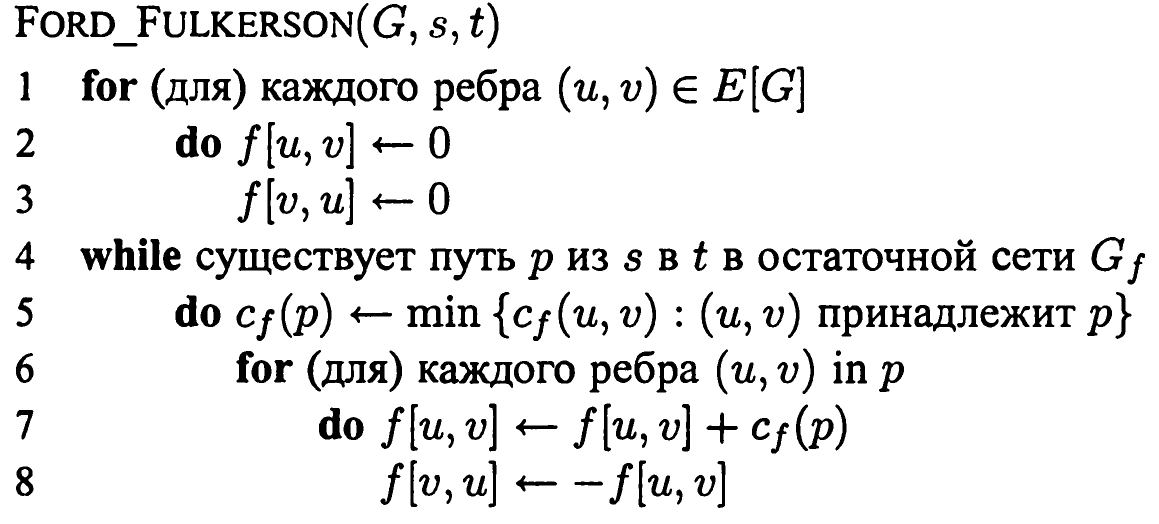 FORD_FULKERSON(G, s, t)
1 for (для) каждого ребра (u, v) ∈ E[G]
2 do f[u, v] ← 0
3 f[v, u] ← 0
4 while существует путь p из s в t в остаточной сети G_f
5 do c_f(p) ← min {c_f(u, v) : (u, v) принадлежит p}
6 for (для) каждого ребра (u, v) in p
7 do f[u, v] ← f[u, v] + c_f(p)
8 f[v, u] ← −f[u, v]